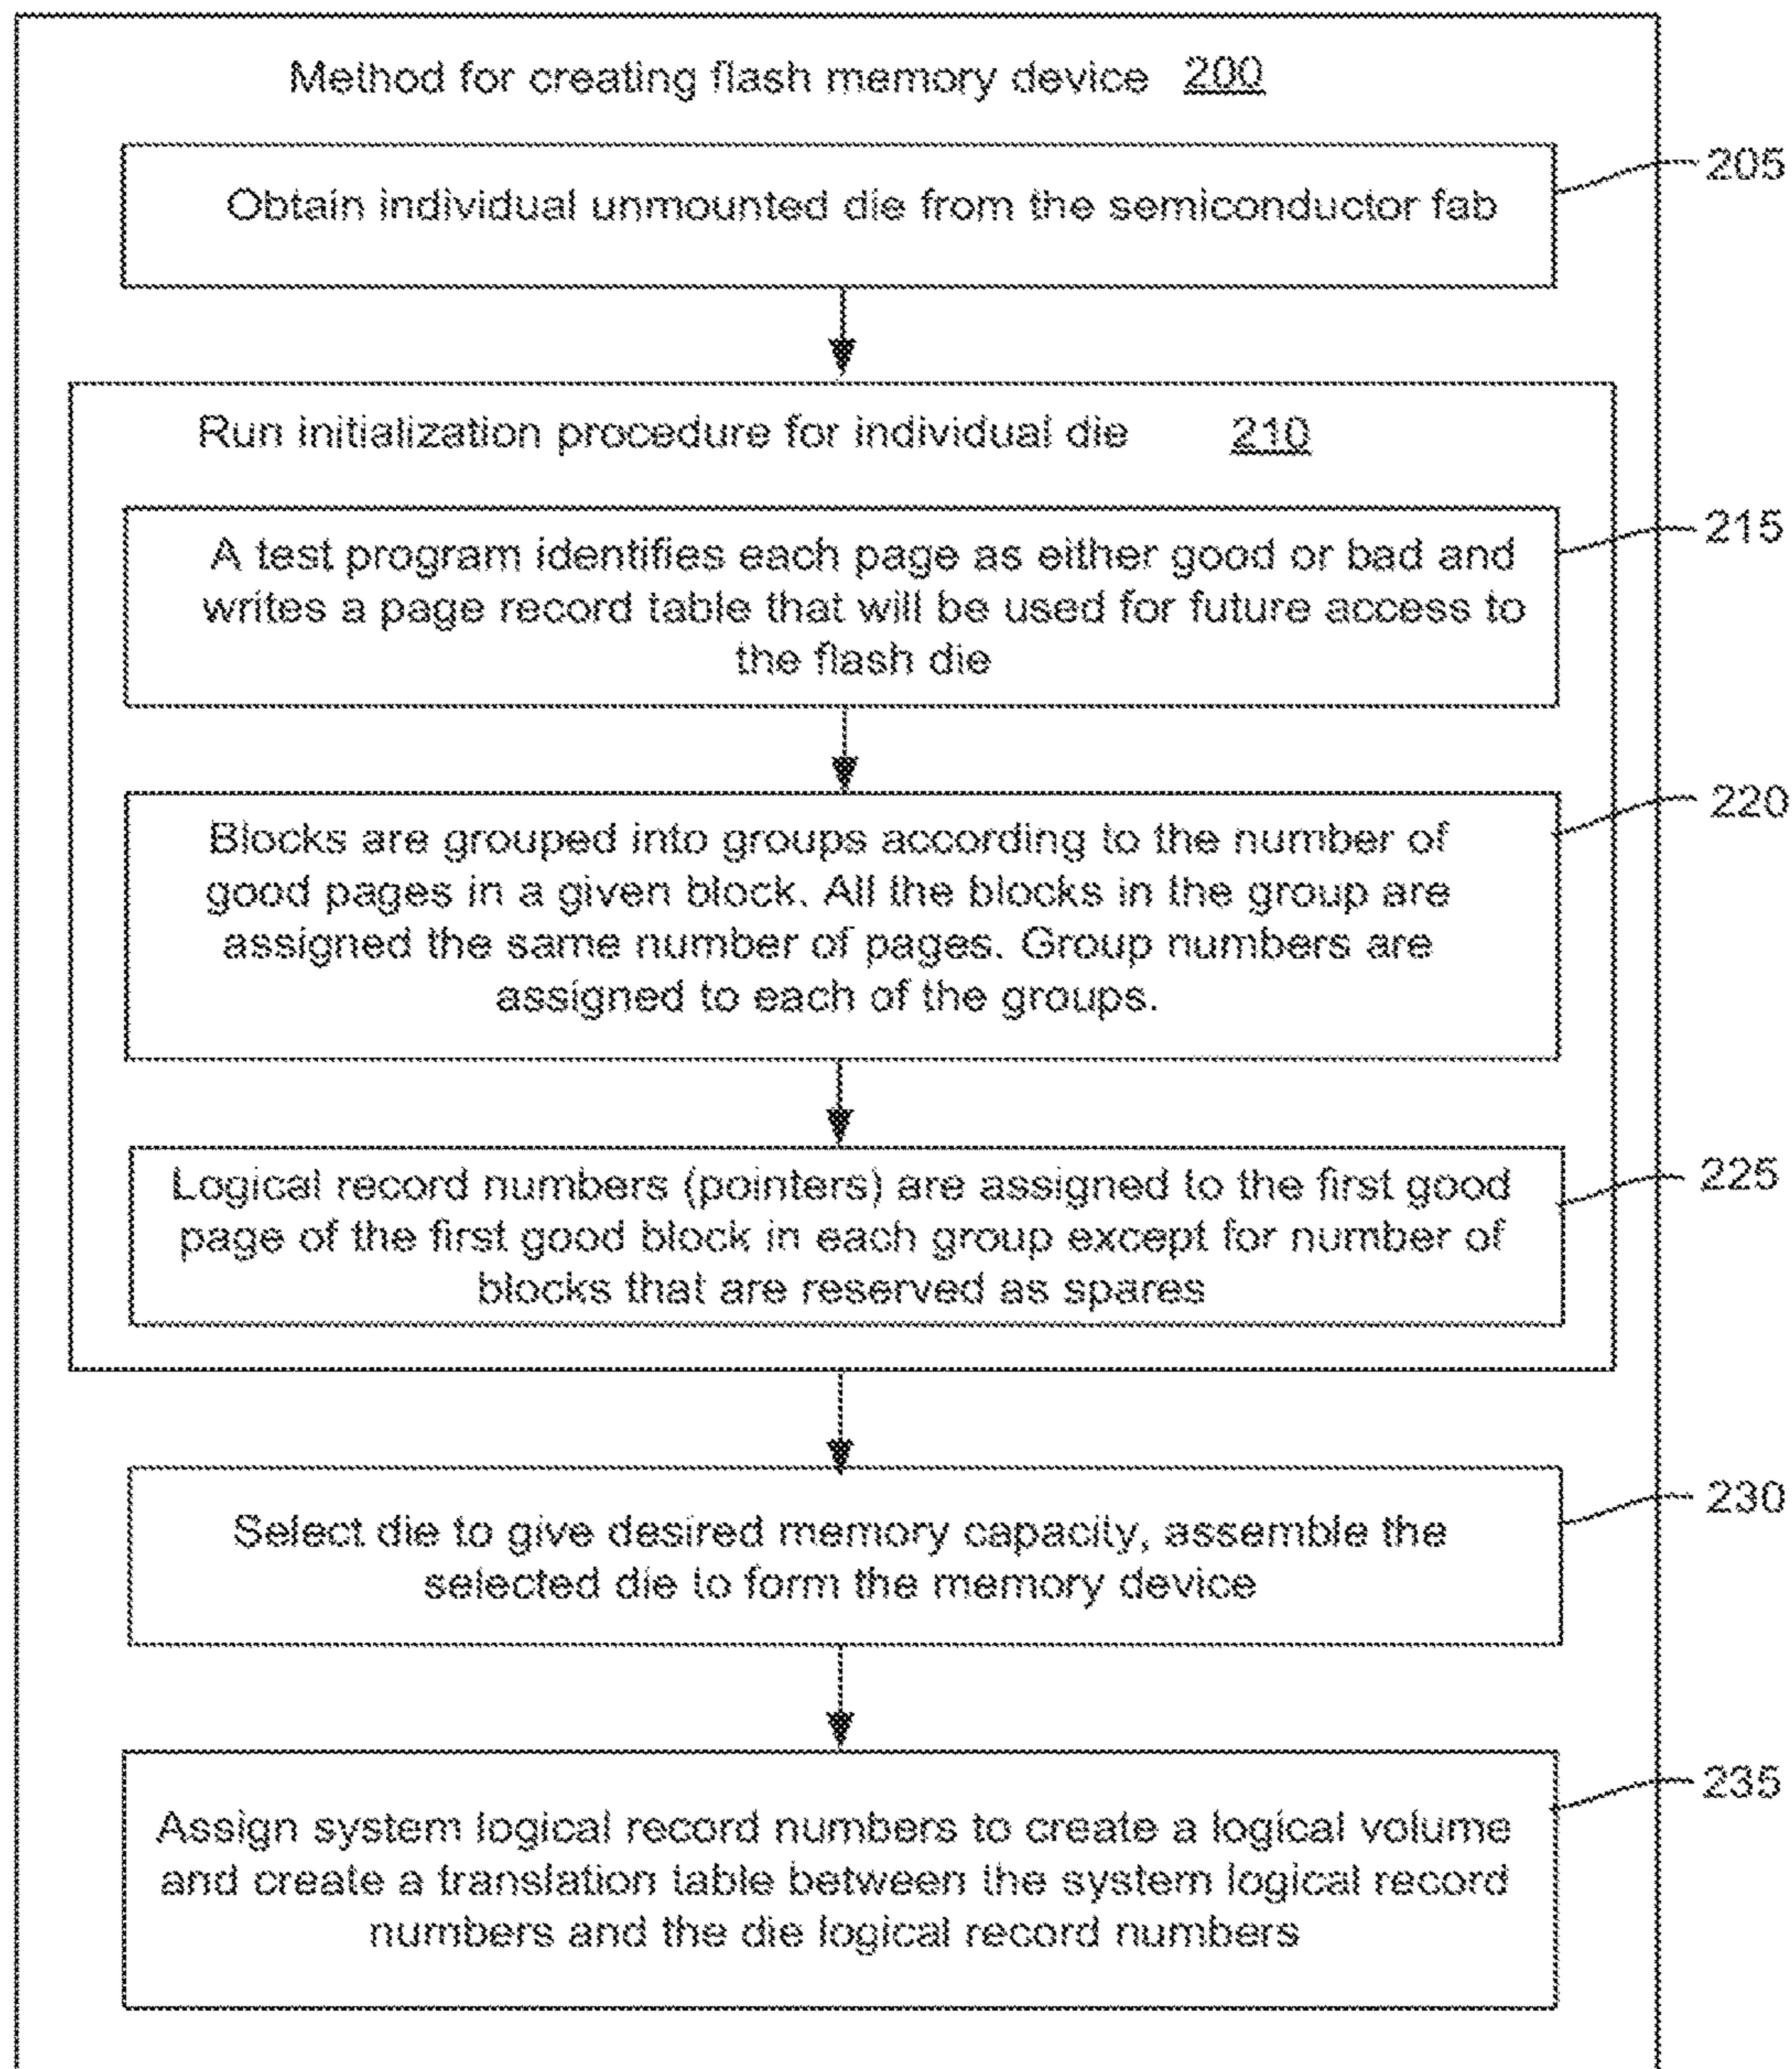 Method for creating flash memory device 200
Obtain individual unmounted die from the semiconductor fab
205
Run initialization procedure for individual die 210
A test program identifies each page as either good or bad and
writes a page record table that will be used for future access to
the flash die
215
Blocks are grouped into groups according to the number of
good pages in a given block. All the blocks in the group are
assigned the same number of pages. Group numbers are
assigned to each of the groups.
220
Logical record numbers (pointers) are assigned to the first good
page of the first good block in each group except for number of
blocks that are reserved as spares
225
Select die to give desired memory capacity, assemble the
selected die to form the memory device
230
Assign system logical record numbers to create a logical volume
and create a translation table between the system logical record
numbers and the die logical record numbers
235